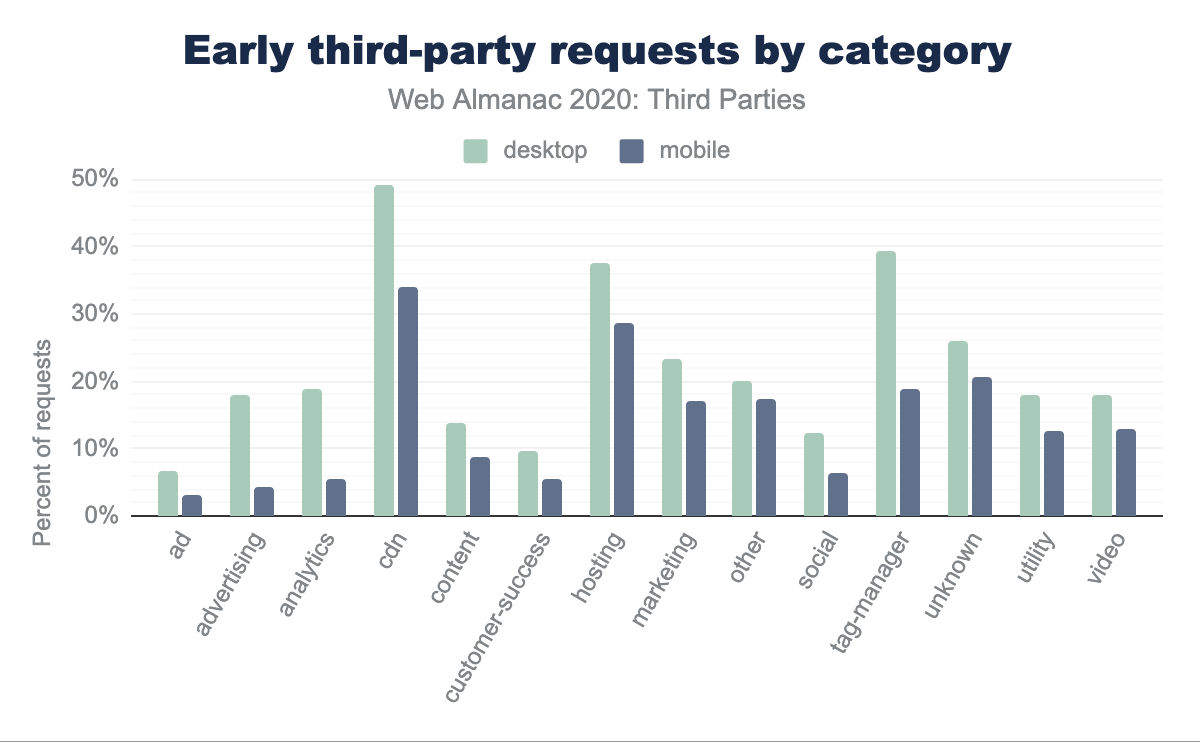 Early third-party requests by category
Web Almanac 2020: Third Parties
desktop
mobile
Percent of requests
50%
40%
30%
20%
10%
0%
ad
advertising
analytics
cdn
content
customer-success
hosting
marketing
other
social
tag-manager
unknown
utility
video